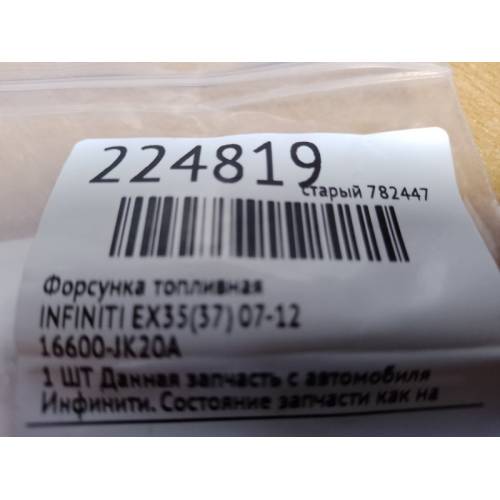 224819
старый 782447
Форсунка топливная
INFINITI EX35(37) 07-12
16600-JK20A
1 ШТ Данная запчасть с автомобиля
Инфинити. Состояние запчасти как на